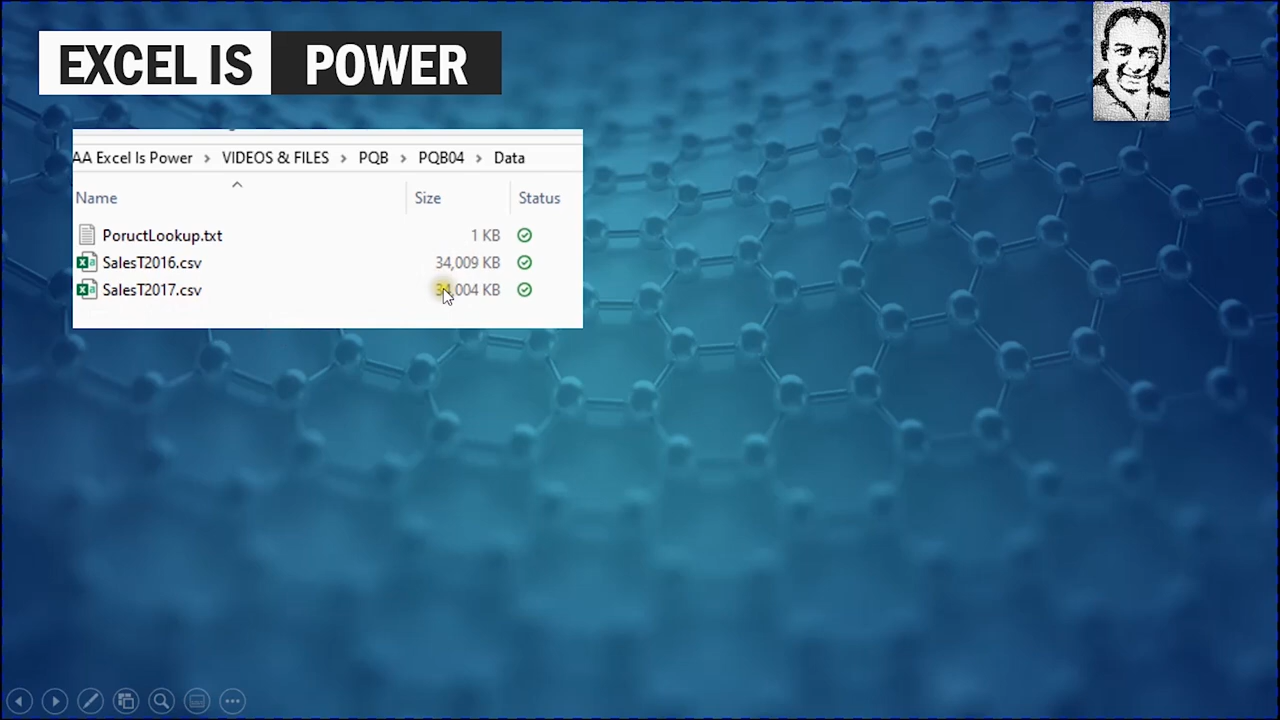 EXCEL IS POWER
AA Excel Is Power > VIDEOS & FILES > PQB > PQB04 > Data
Name Size Status
PoructLookup.txt 1 KB
SalesT2016.csv 34,009 KB
SalesT2017.csv 34,004 KB